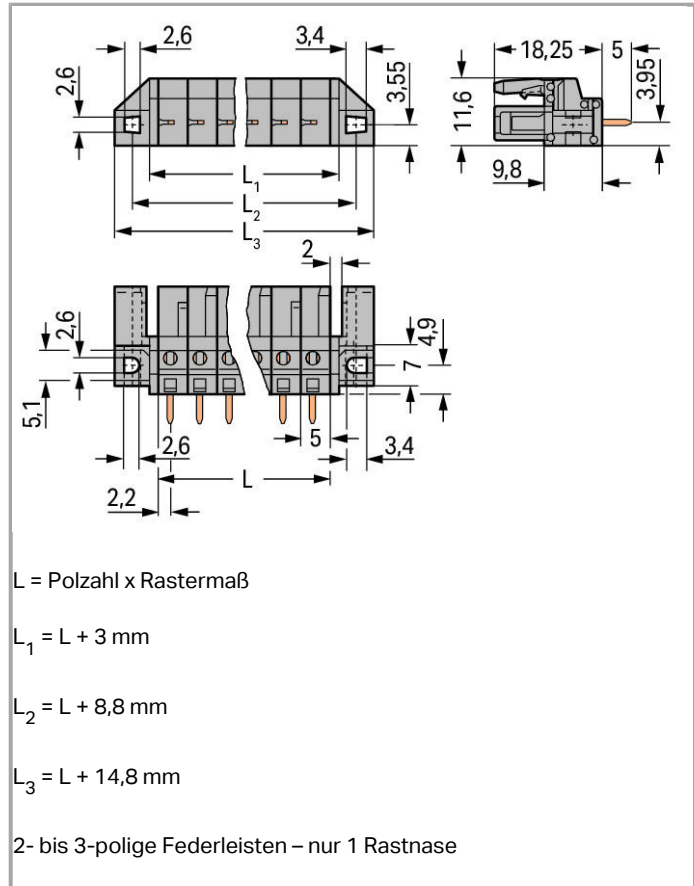 2,6
3,4
18,25
5
2,6
3,55
11,6
3,95
L₁
9,8
L₂
L₃
2
2,6
4,9
7
5,1
2,6
5
3,4
L
2,2
L = Polzahl x Rastermaß
L₁ = L + 3 mm
L₂ = L + 8,8 mm
L₃ = L + 14,8 mm
2- bis 3-polige Federleisten – nur 1 Rastnase